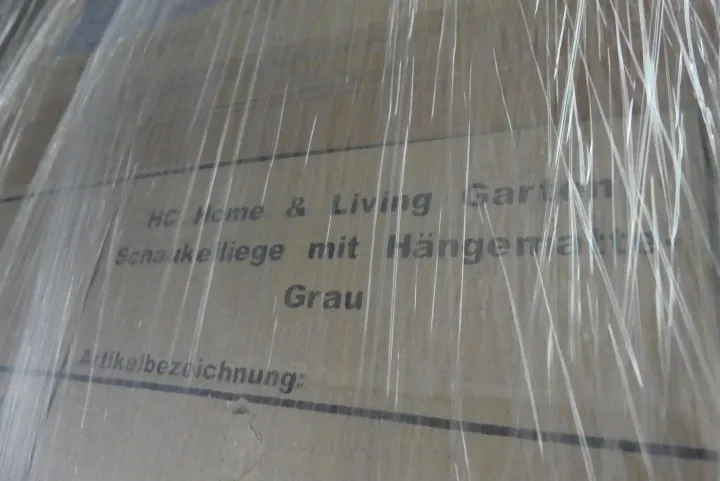 HC Home & Living Garten
Schaukelliege mit Hängematte-
Grau
Artikelbezeichnung: